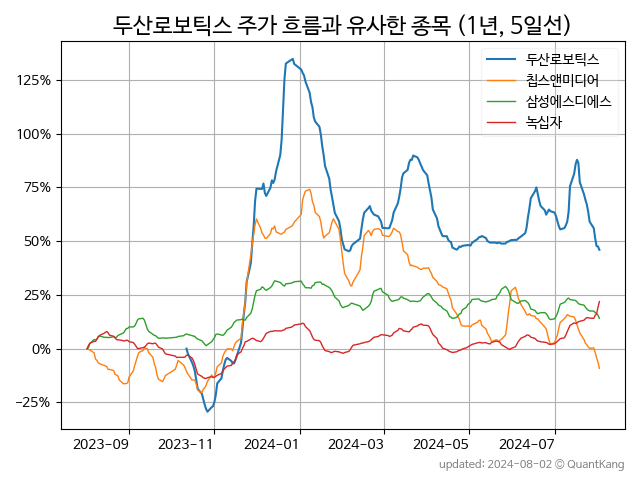 두산로보틱스 주가 흐름과 유사한 종목 (1년, 5일선)
두산로보틱스
칩스앤미디어
삼성에스디에스
녹십자
125%
100%
75%
50%
25%
0%
−25%
2023-09
2023-11
2024-01
2024-03
2024-05
2024-07
updated: 2024-08-02 © QuantKang